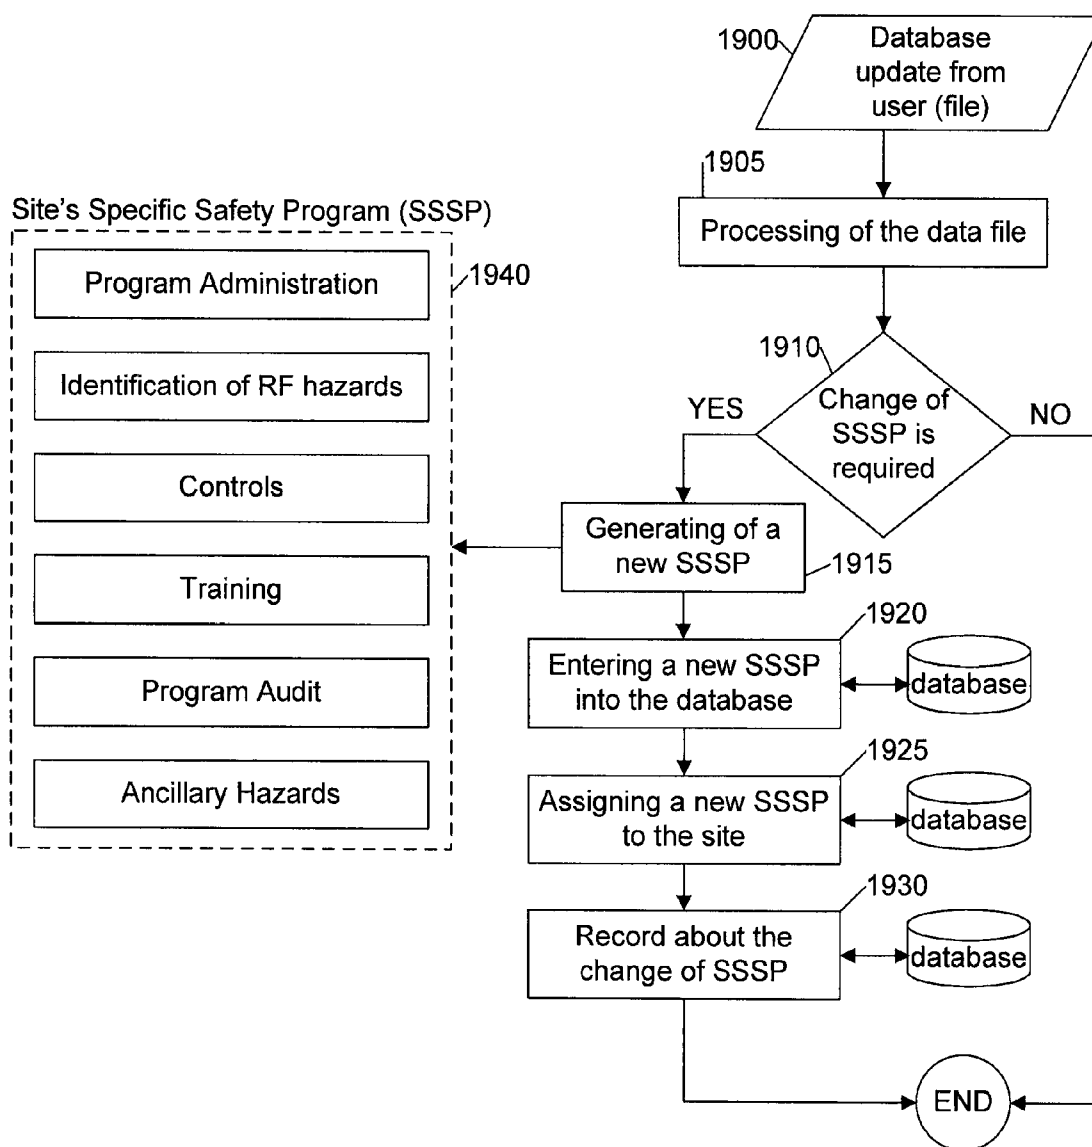 1900
Database
update from
user (file)
1905
Processing of the data file
Site's Specific Safety Program (SSSP)
1940
Program Administration
Identification of RF hazards
Controls
Training
Program Audit
Ancillary Hazards
1910
YES
Change of
SSSP is
required
NO
Generating of a
new SSSP
1915
1920
Entering a new SSSP
into the database
database
1925
Assigning a new SSSP
to the site
database
1930
Record about the
change of SSSP
database
END